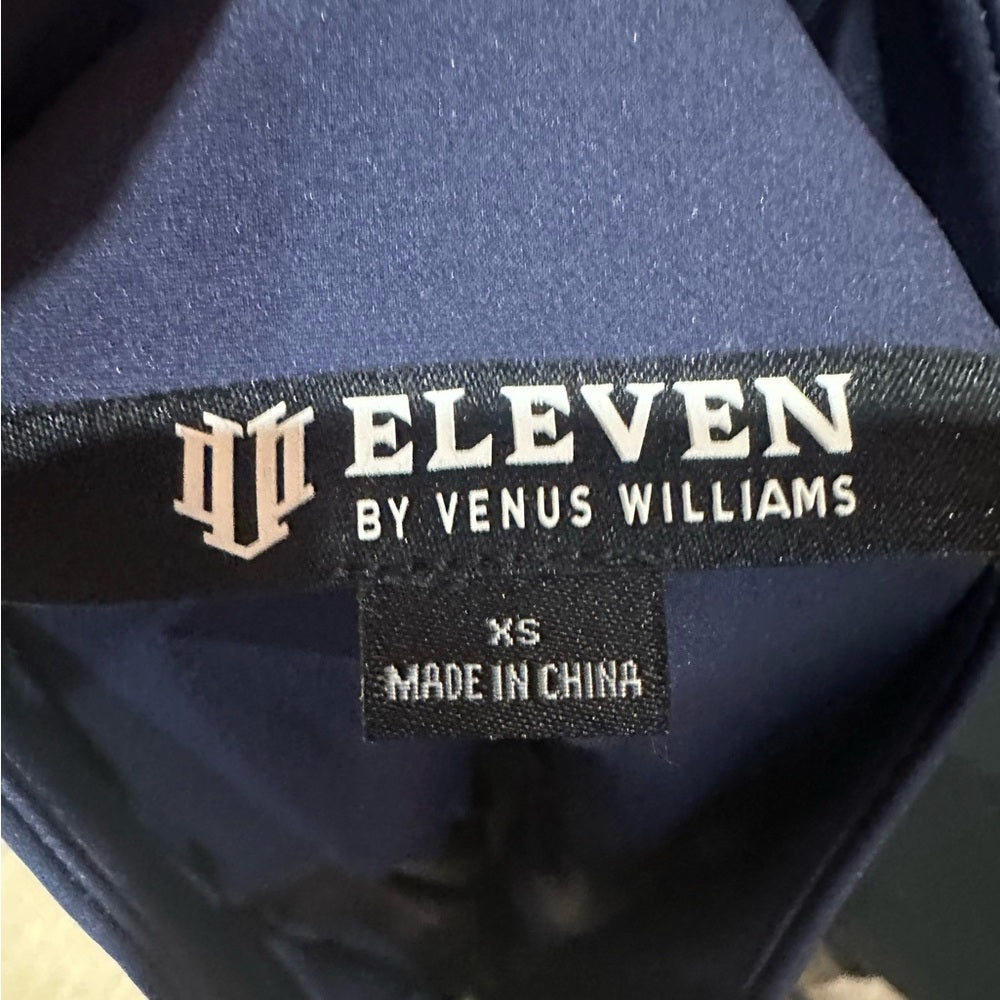 ELEVEN
BY VENUS WILLIAMS
XS
MADE IN CHINA